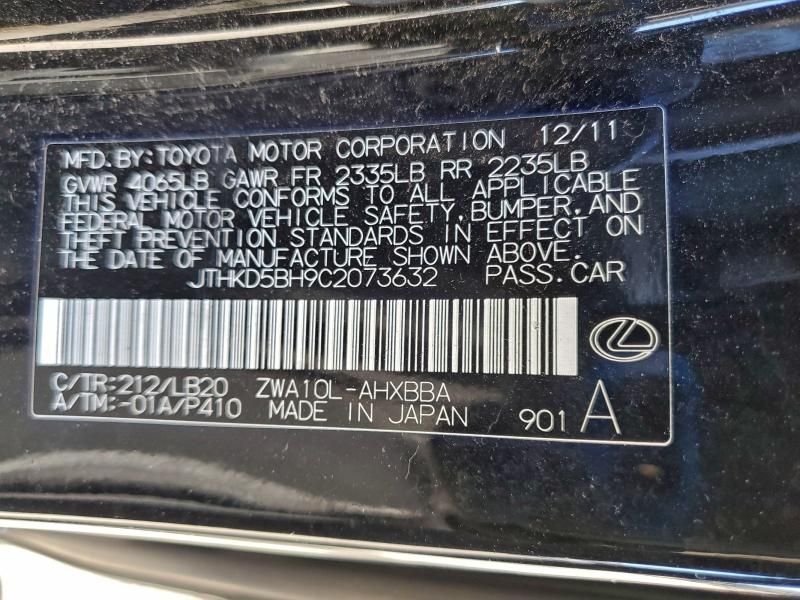 MFD. BY: TOYOTA MOTOR CORPORATION 12/11
GVWR 4065LB GAWR FR 2335LB RR 2235LB
THIS VEHICLE CONFORMS TO ALL APPLICABLE
FEDERAL MOTOR VEHICLE SAFETY, BUMPER, AND
THEFT PREVENTION STANDARDS IN EFFECT ON
THE DATE OF MANUFACTURE SHOWN ABOVE.
JTHKD5BH9C2073632 PASS. CAR
C/TR: 212/LB20 ZWA10L-AHXBBA
A/TM: -01A/P410 MADE IN JAPAN 901 A